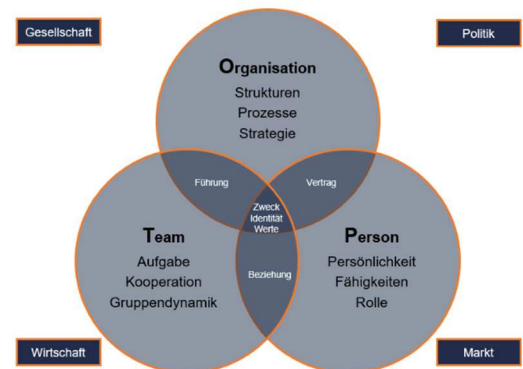 Gesellschaft
Politik
Organisation
Strukturen
Prozesse
Strategie
Führung
Vertrag
Zweck
Identität
Werte
Team
Aufgabe
Kooperation
Gruppendynamik
Beziehung
Person
Persönlichkeit
Fähigkeiten
Rolle
Wirtschaft
Markt